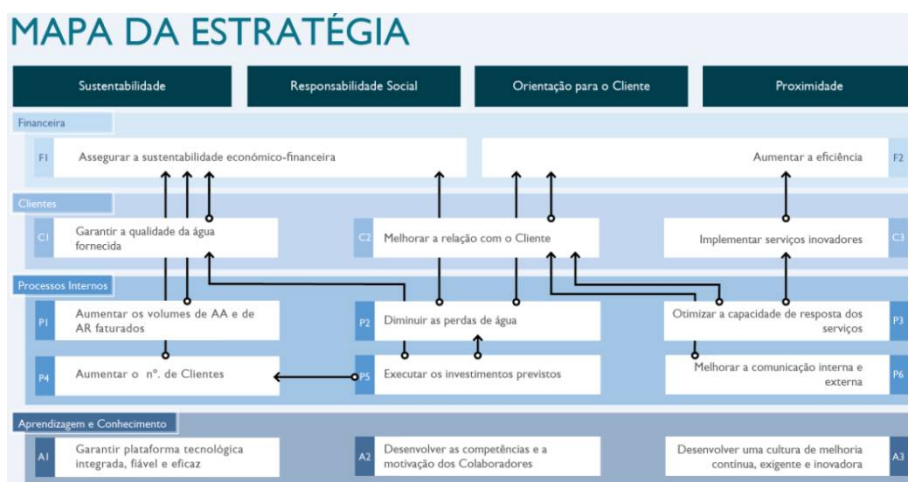 MAPA DA ESTRATÉGIA
Sustentabilidade
Responsabilidade Social
Orientação para o Cliente
Proximidade
Financeira
F1
Assegurar a sustentabilidade económico-financeira
Aumentar a eficiência
F2
Clientes
C1
Garantir a qualidade da água
fornecida
C2
Melhorar a relação com o Cliente
Implementar serviços inovadores
C3
Processos Internos
P1
Aumentar os volumes de AA e de
AR faturados
P2
Diminuir as perdas de água
Otimizar a capacidade de resposta dos
serviços
P3
P4
Aumentar o nº. de Clientes
P5
Executar os investimentos previstos
Melhorar a comunicação interna e
externa
P6
Aprendizagem e Conhecimento
A1
Garantir plataforma tecnológica
integrada, fiável e eficaz
A2
Desenvolver as competências e a
motivação dos Colaboradores
Desenvolver uma cultura de melhoria
contínua, exigente e inovadora
A3